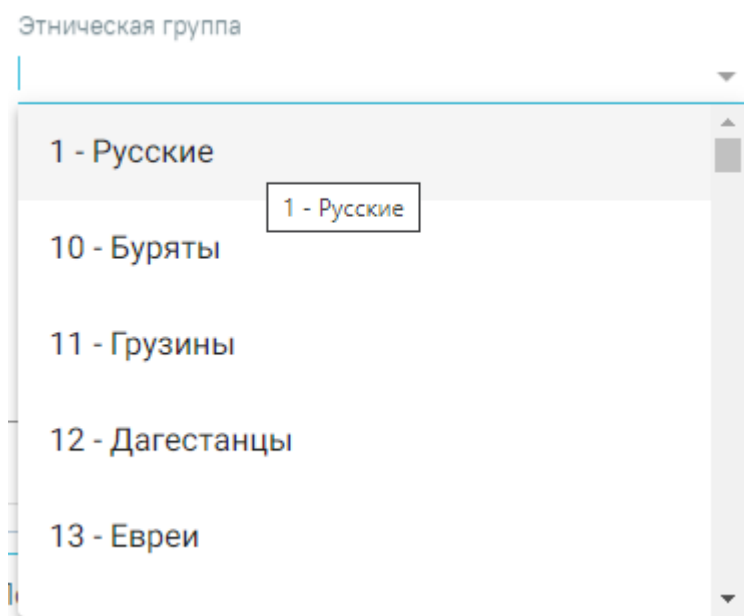 Этническая группа
1 - Русские
1 - Русские
10 - Буряты
11 - Грузины
12 - Дагестанцы
13 - Евреи